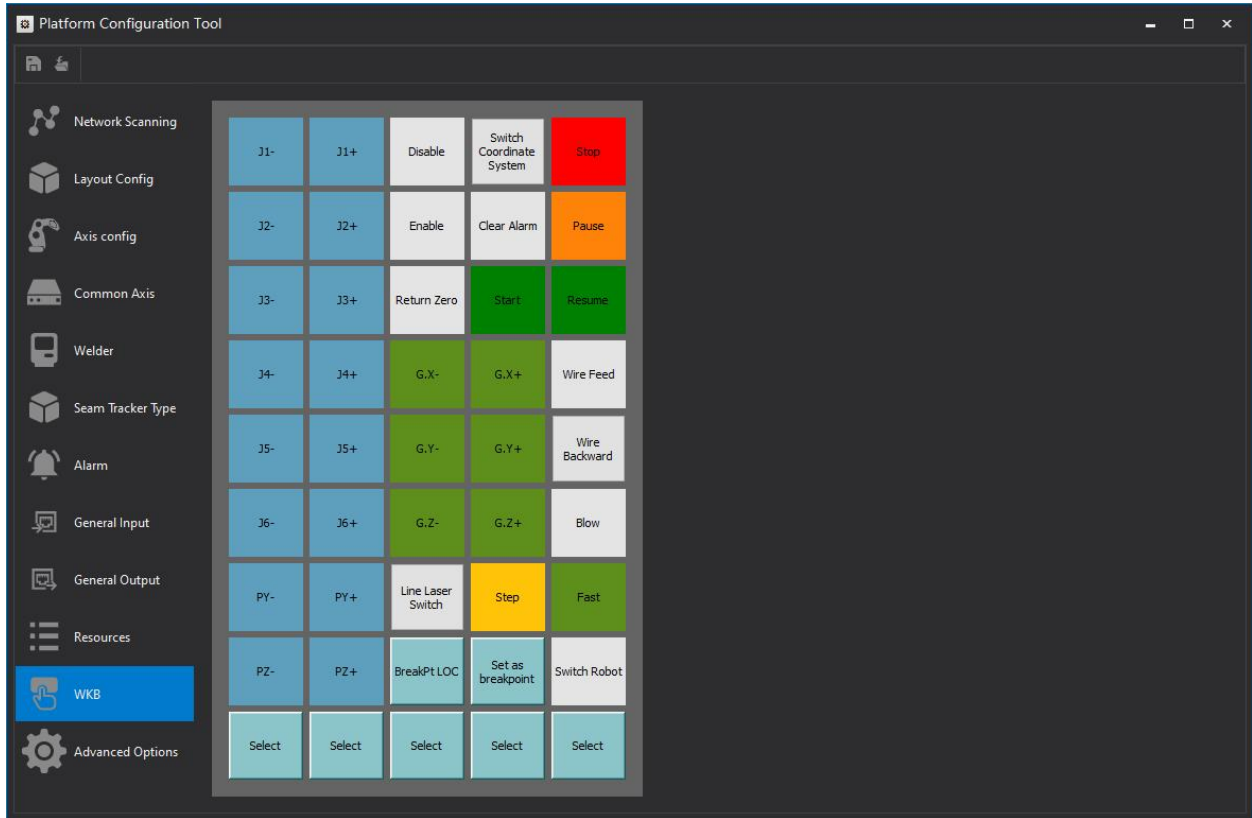 Platform Configuration Tool
Network Scanning
Layout Config
Axis config
Common Axis
Welder
Seam Tracker Type
Alarm
General Input
General Output
Resources
WKB
Advanced Options
J1- J1+ Disable Switch Coordinate System Stop
J2- J2+ Enable Clear Alarm Pause
J3- J3+ Return Zero Start Resume
J4- J4+ G.X- G.X+ Wire Feed
J5- J5+ G.Y- G.Y+ Wire Backward
J6- J6+ G.Z- G.Z+ Blow
PY- PY+ Line Laser Switch Step Fast
PZ- PZ+ BreakPt LOC Set as breakpoint Switch Robot
Select Select Select Select Select